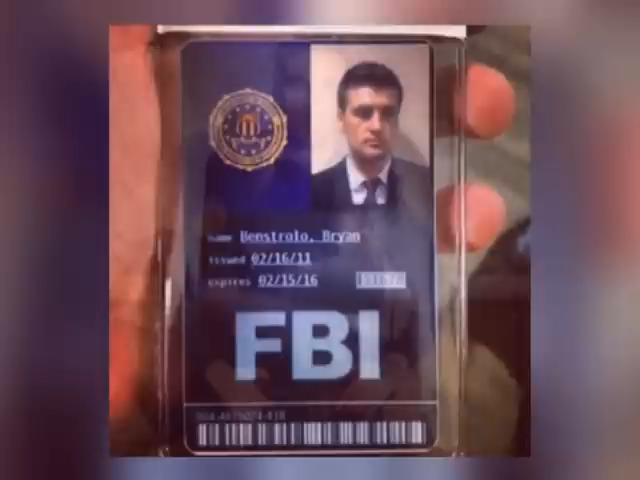 name Benstrolo, Bryan
issued 02/16/11
expires 02/15/16
FBI